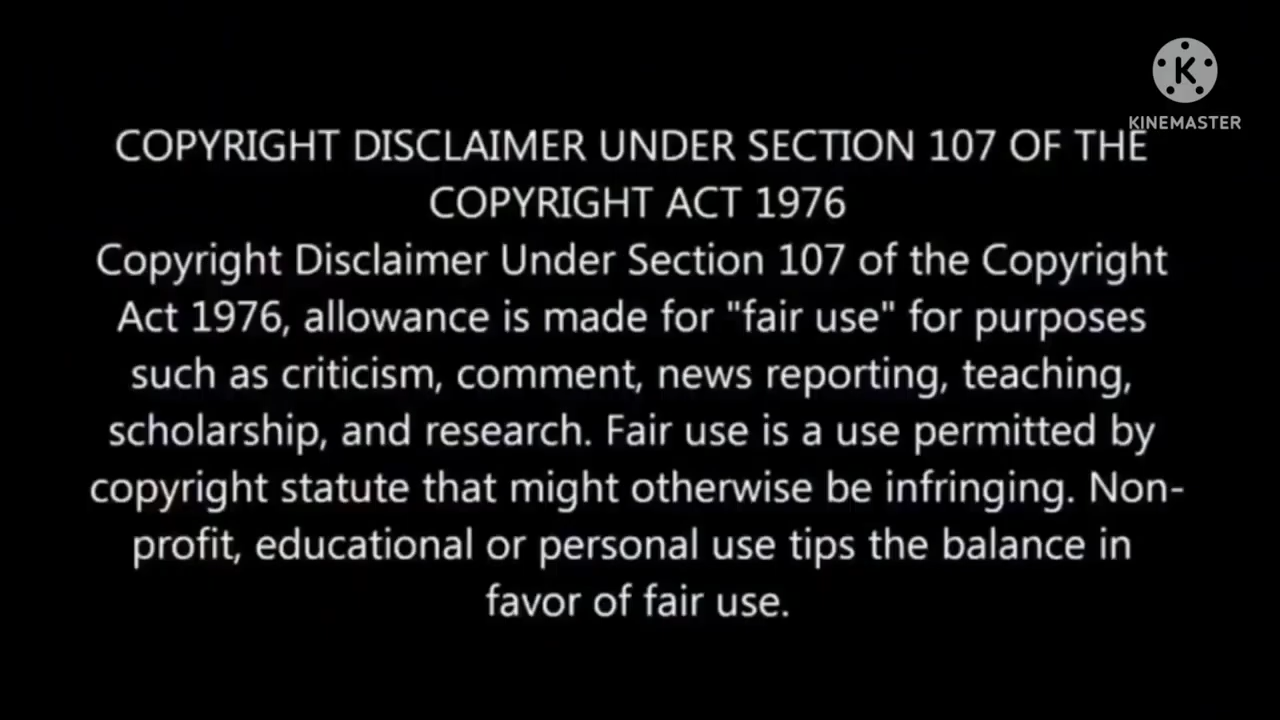 K
KINEMASTER
COPYRIGHT DISCLAIMER UNDER SECTION 107 OF THE
COPYRIGHT ACT 1976
Copyright Disclaimer Under Section 107 of the Copyright
Act 1976, allowance is made for "fair use" for purposes
such as criticism, comment, news reporting, teaching,
scholarship, and research. Fair use is a use permitted by
copyright statute that might otherwise be infringing. Non-
profit, educational or personal use tips the balance in
favor of fair use.